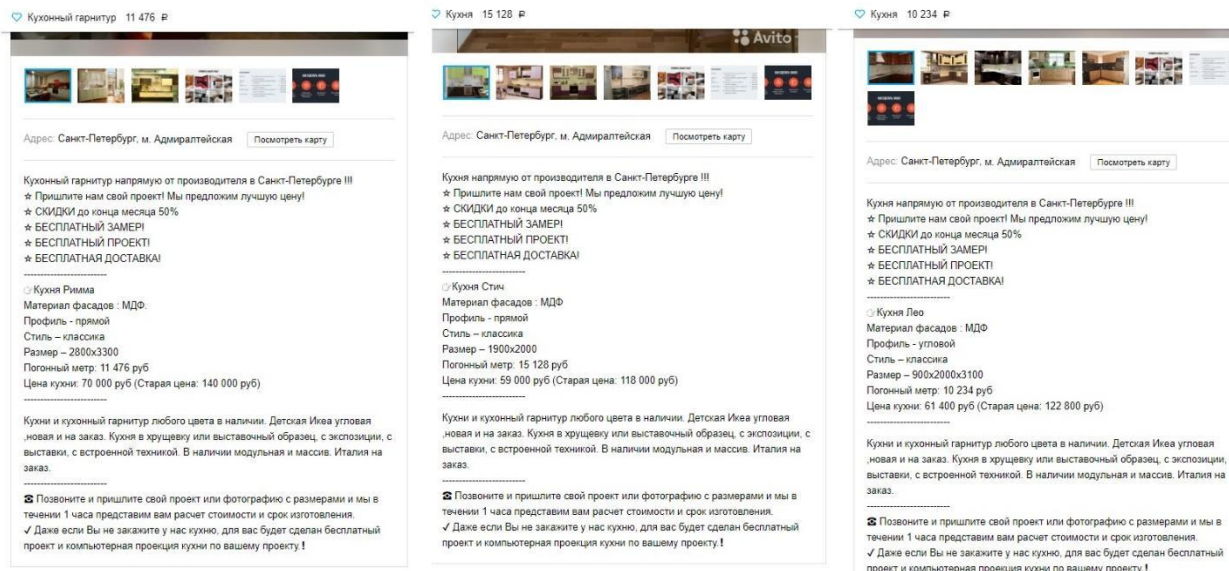 Кухонный гарнитур 11 476 ₽
Адрес: Санкт-Петербург, м. Адмиралтейская Посмотреть карту
Кухонный гарнитур напрямую от производителя в Санкт-Петербурге !!!
☆ Пришлите нам свой проект! Мы предложим лучшую цену!
☆ СКИДКИ до конца месяца 50%
☆ БЕСПЛАТНЫЙ ЗАМЕР!
☆ БЕСПЛАТНЫЙ ПРОЕКТ!
☆ БЕСПЛАТНАЯ ДОСТАВКА!
-------------------------
Кухня Римма
Материал фасадов : МДФ.
Профиль - прямой
Стиль – классика
Размер – 2800х3300
Погонный метр: 11 476 руб
Цена кухни: 70 000 руб (Старая цена: 140 000 руб)
-------------------------
Кухни и кухонный гарнитур любого цвета в наличии. Детская Икеа угловая
,новая и на заказ. Кухня в хрущевку или выставочный образец, с экспозиции, с
выставки, с встроенной техникой. В наличии модульная и массив. Италия на
заказ.
-------------------------
☎ Позвоните и пришлите свой проект или фотографию с размерами и мы в
течении 1 часа представим вам расчет стоимости и срок изготовления.
✓ Даже если Вы не закажите у нас кухню, для вас будет сделан бесплатный
проект и компьютерная проекция кухни по вашему проекту.!
Кухня 15 128 ₽
Avito
Адрес: Санкт-Петербург, м. Адмиралтейская Посмотреть карту
Кухня напрямую от производителя в Санкт-Петербурге !!!
☆ Пришлите нам свой проект! Мы предложим лучшую цену!
☆ СКИДКИ до конца месяца 50%
☆ БЕСПЛАТНЫЙ ЗАМЕР!
☆ БЕСПЛАТНЫЙ ПРОЕКТ!
☆ БЕСПЛАТНАЯ ДОСТАВКА!
-------------------------
Кухня Стич
Материал фасадов : МДФ
Профиль - прямой
Стиль – классика
Размер – 1900х2000
Погонный метр: 15 128 руб
Цена кухни: 59 000 руб (Старая цена: 118 000 руб)
-------------------------
Кухни и кухонный гарнитур любого цвета в наличии. Детская Икеа угловая
,новая и на заказ. Кухня в хрущевку или выставочный образец, с экспозиции, с
выставки, с встроенной техникой. В наличии модульная и массив. Италия на
заказ.
-------------------------
☎ Позвоните и пришлите свой проект или фотографию с размерами и мы в
течении 1 часа представим вам расчет стоимости и срок изготовления.
✓ Даже если Вы не закажите у нас кухню, для вас будет сделан бесплатный
проект и компьютерная проекция кухни по вашему проекту.!
Кухня 10 234 ₽
Адрес: Санкт-Петербург, м. Адмиралтейская Посмотреть карту
Кухня напрямую от производителя в Санкт-Петербурге !!!
☆ Пришлите нам свой проект! Мы предложим лучшую цену!
☆ СКИДКИ до конца месяца 50%
☆ БЕСПЛАТНЫЙ ЗАМЕР!
☆ БЕСПЛАТНЫЙ ПРОЕКТ!
☆ БЕСПЛАТНАЯ ДОСТАВКА!
-------------------------
Кухня Лео
Материал фасадов : МДФ
Профиль - угловой
Стиль – классика
Размер – 900х2000х3100
Погонный метр: 10 234 руб
Цена кухни: 61 400 руб (Старая цена: 122 800 руб)
-------------------------
Кухни и кухонный гарнитур любого цвета в наличии. Детская Икеа угловая
,новая и на заказ. Кухня в хрущевку или выставочный образец, с экспозиции,
выставки, с встроенной техникой. В наличии модульная и массив. Италия на
заказ.
-------------------------
☎ Позвоните и пришлите свой проект или фотографию с размерами и мы в
течении 1 часа представим вам расчет стоимости и срок изготовления.
✓ Даже если Вы не закажите у нас кухню, для вас будет сделан бесплатный
проект и компьютерная проекция кухни по вашему проекту.!